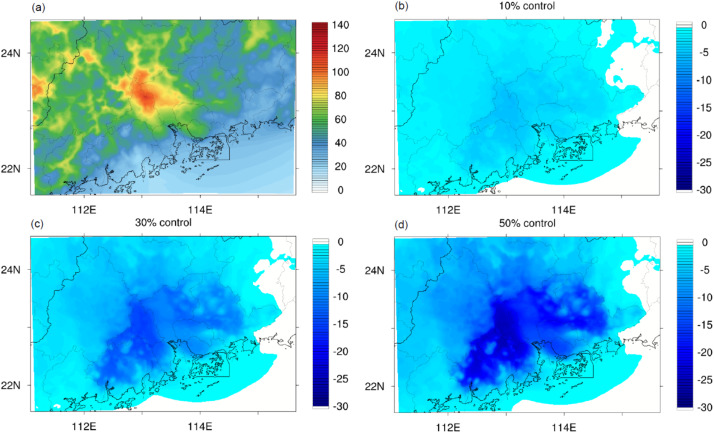 (a)
24N
22N
112E
114E
140
120
100
80
60
40
20
0
(b)
10% control
24N
22N
112E
114E
0
-5
-10
-15
-20
-25
-30
(c)
30% control
24N
22N
112E
114E
0
-5
-10
-15
-20
-25
-30
(d)
50% control
24N
22N
112E
114E
0
-5
-10
-15
-20
-25
-30